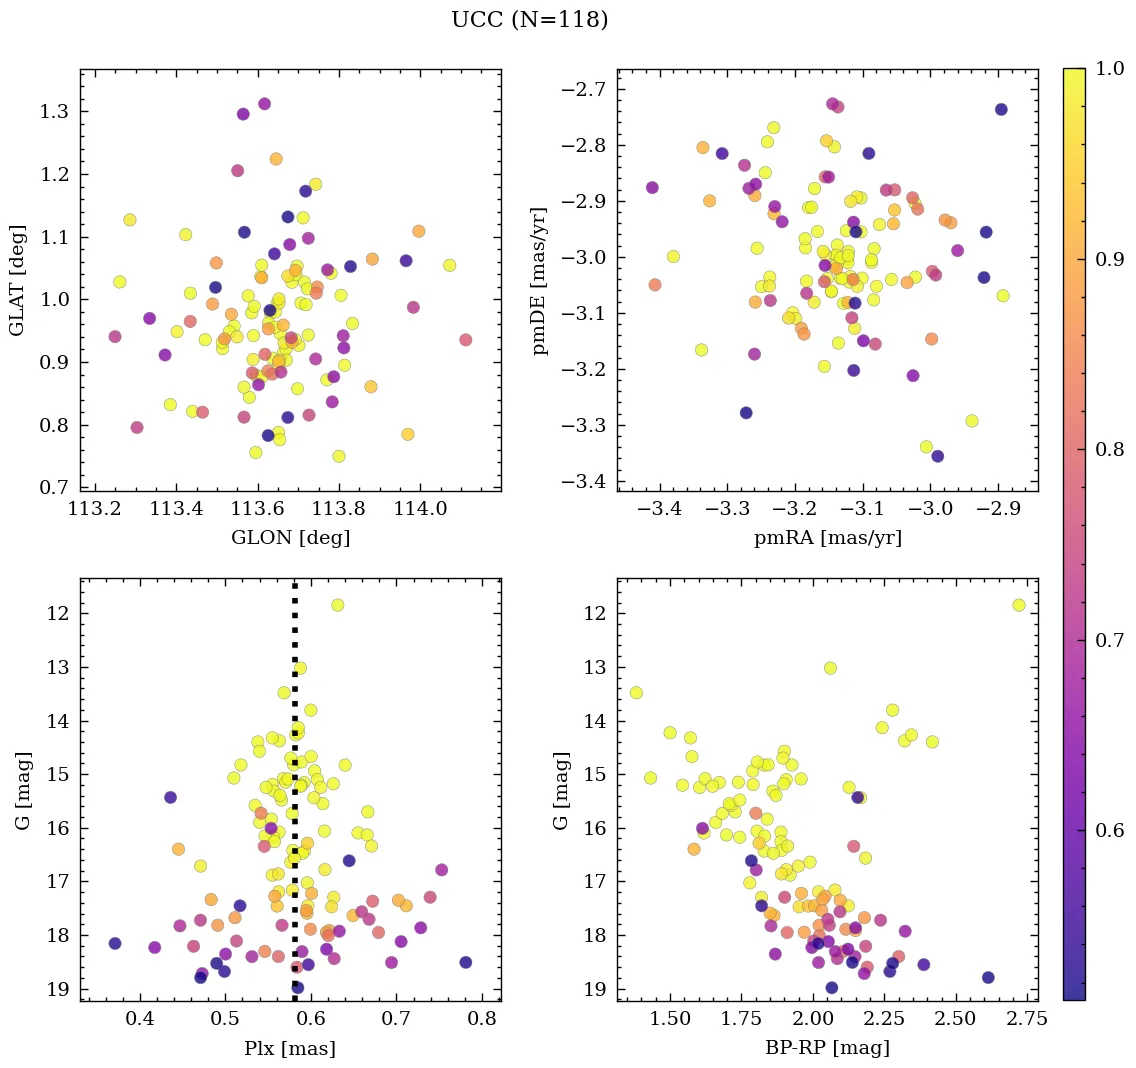 UCC (N=118)
1.3
1.2
1.1
1.0
0.9
0.8
0.7
GLAT [deg]
113.2 113.4 113.6 113.8 114.0
GLON [deg]
−2.7
−2.8
−2.9
−3.0
−3.1
−3.2
−3.3
−3.4
pmDE [mas/yr]
−3.4 −3.3 −3.2 −3.1 −3.0 −2.9
pmRA [mas/yr]
12
13
14
15
16
17
18
19
G [mag]
0.4 0.5 0.6 0.7 0.8
Plx [mas]
12
13
14
15
16
17
18
19
G [mag]
1.50 1.75 2.00 2.25 2.50 2.75
BP-RP [mag]
1.0
0.9
0.8
0.7
0.6